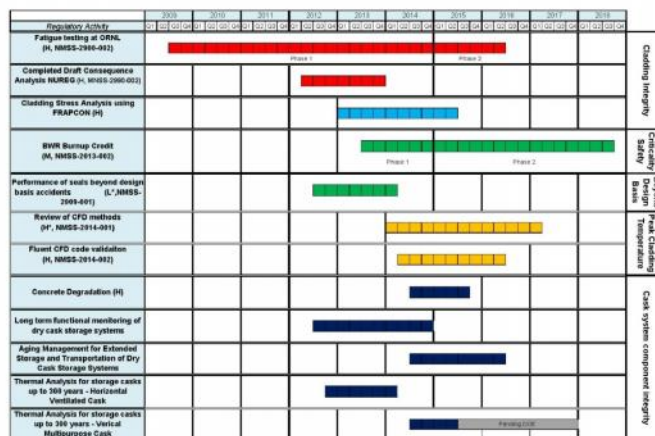 2009 2010 2011 2012 2013 2014 2015 2016 2017 2018
Regulatory Activity Q1 Q2 Q3 Q4 Q1 Q2 Q3 Q4 Q1 Q2 Q3 Q4 Q1 Q2 Q3 Q4 Q1 Q2 Q3 Q4 Q1 Q2 Q3 Q4 Q1 Q2 Q3 Q4 Q1 Q2 Q3 Q4 Q1 Q2 Q3 Q4 Q1 Q2 Q3 Q4
Fatigue testing at ORNL
(H, NMSS-2900-002)
Phase 1 Phase 2
Completed Draft Consequence
Analysis NUREG (H,
Cladding Stress Analysis using
FRAPCON (H)
Cladding Integrity
BWR Burnup Credit
(M, NMSS-2013-002)
Phase 1 Phase 2
Criticality
Safety
Performance of seals beyond design
basis accidents (L*,NMSS-
2009-001)
Design
Basis
Review of CFD methods
(H*, NMSS-2014-001)
Fluent CFD code validaiton
(H, NMSS-2014-002)
Peak Cladding
Temperature
Concrete Degradation (H)
Long term functional monitoring of
dry cask storage systems
Aging Management for Extended
Storage and Transportation of Dry
Cask Storage Systems
Thermal Analysis for storage casks
up to 300 years - Horizontal
Ventilated Cask
Thermal Analysis for storage casks
up to 300 years - Verical
Multipurpose Cask
Pending
Cask system component integrity